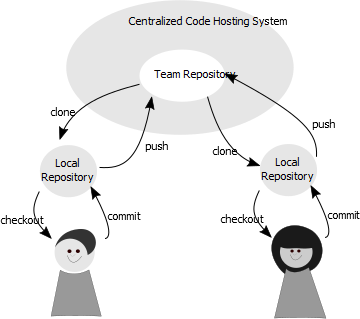 Centralized Code Hosting System
Team Repository
clone
push
push
clone
Local
Repository
Local
Repository
checkout
commit
checkout
commit